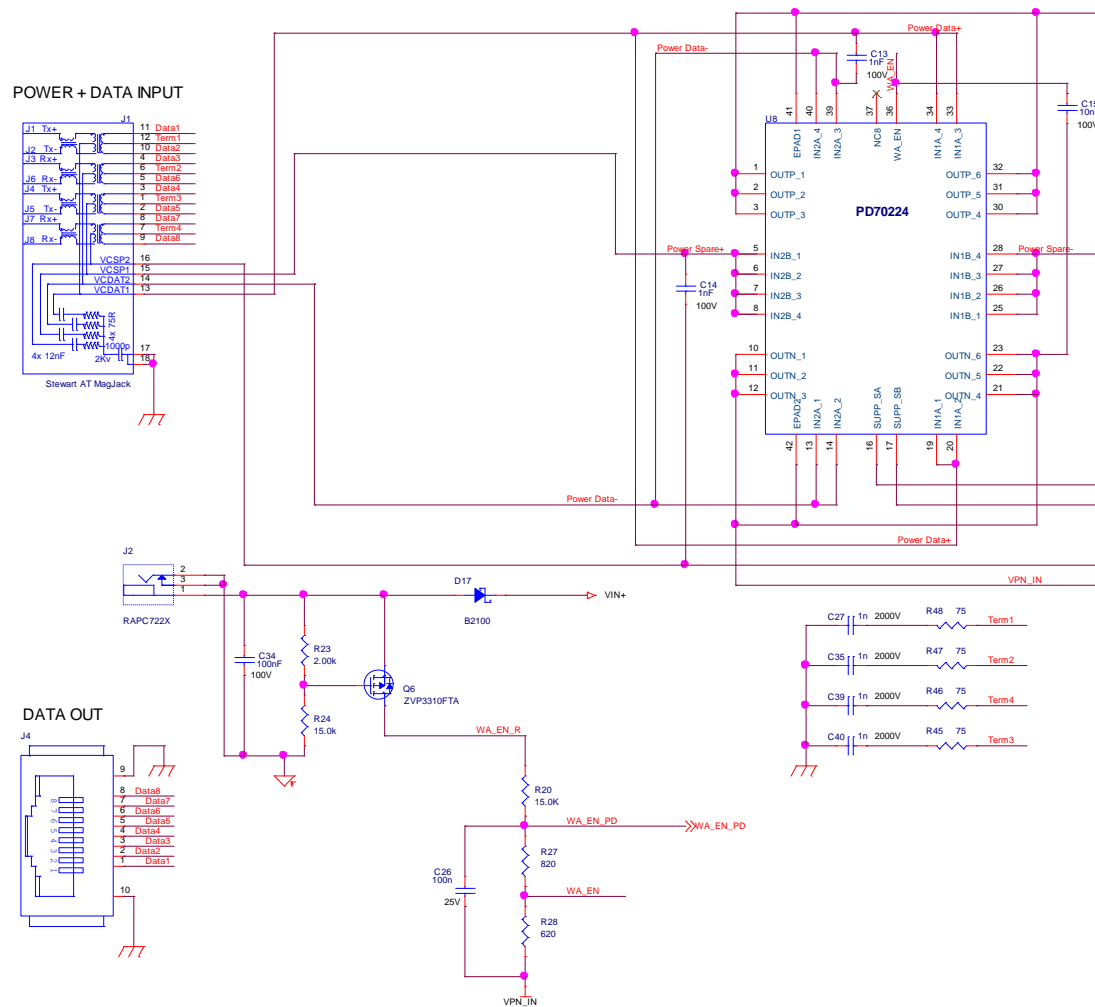 POWER + DATA INPUT
J1
J1 Tx+
J2 Tx-
J3 Rx+
J6 Rx-
J4 Tx+
J5 Tx-
J7 Rx+
J8 Rx-
11 Data1
12 Term1
10 Data2
4 Data3
6 Term2
5 Data6
3 Data4
1 Term3
2 Data5
8 Data7
7 Term4
9 Data8
VCSP2 16
VCSP1 15
VCDAT2 14
VCDAT1 13
4x 75R
1000p
4x 12nF
2Kv
17
18
Stewart AT MagJack
Power Data-
Power Data+
C13
1nF
100V
WA_EN
C15
10n
100V
U8
41
40
39
37
36
34
33
EPAD1
IN2A_4
IN2A_3
NC8
WA_EN
IN1A_4
IN1A_3
PD70224
1 OUTP_1
2 OUTP_2
3 OUTP_3
OUTP_6 32
OUTP_5 31
OUTP_4 30
Power Spare+
5 IN2B_1
6 IN2B_2
7 IN2B_3
8 IN2B_4
Power Spare-
IN1B_4 28
IN1B_3 27
IN1B_2 26
IN1B_1 25
C14
1nF
100V
10 OUTN_1
11 OUTN_2
12 OUTN_3
OUTN_6 23
OUTN_5 22
OUTN_4 21
EPAD2
IN2A_1
IN2A_2
SUPP_SA
SUPP_SB
IN1A_1
IN1A_2
42
13
14
16
17
19
20
Power Data-
Power Data+
VPN_IN
J2
2
3
1
RAPC722X
D17
B2100
VIN+
C34
100nF
100V
R23
2.00k
R24
15.0k
Q6
ZVP3310FTA
WA_EN_R
R20
15.0K
WA_EN_PD
WA_EN_PD
R27
820
C26
100n
25V
WA_EN
R28
620
VPN_IN
C27 1n 2000V R48 75 Term1
C35 1n 2000V R47 75 Term2
C39 1n 2000V R46 75 Term4
C40 1n 2000V R45 75 Term3
DATA OUT
J4
9
8 Data8
7 Data7
6 Data6
5 Data5
4 Data4
3 Data3
2 Data2
1 Data1
10
8
7
6
5
4
3
2
1